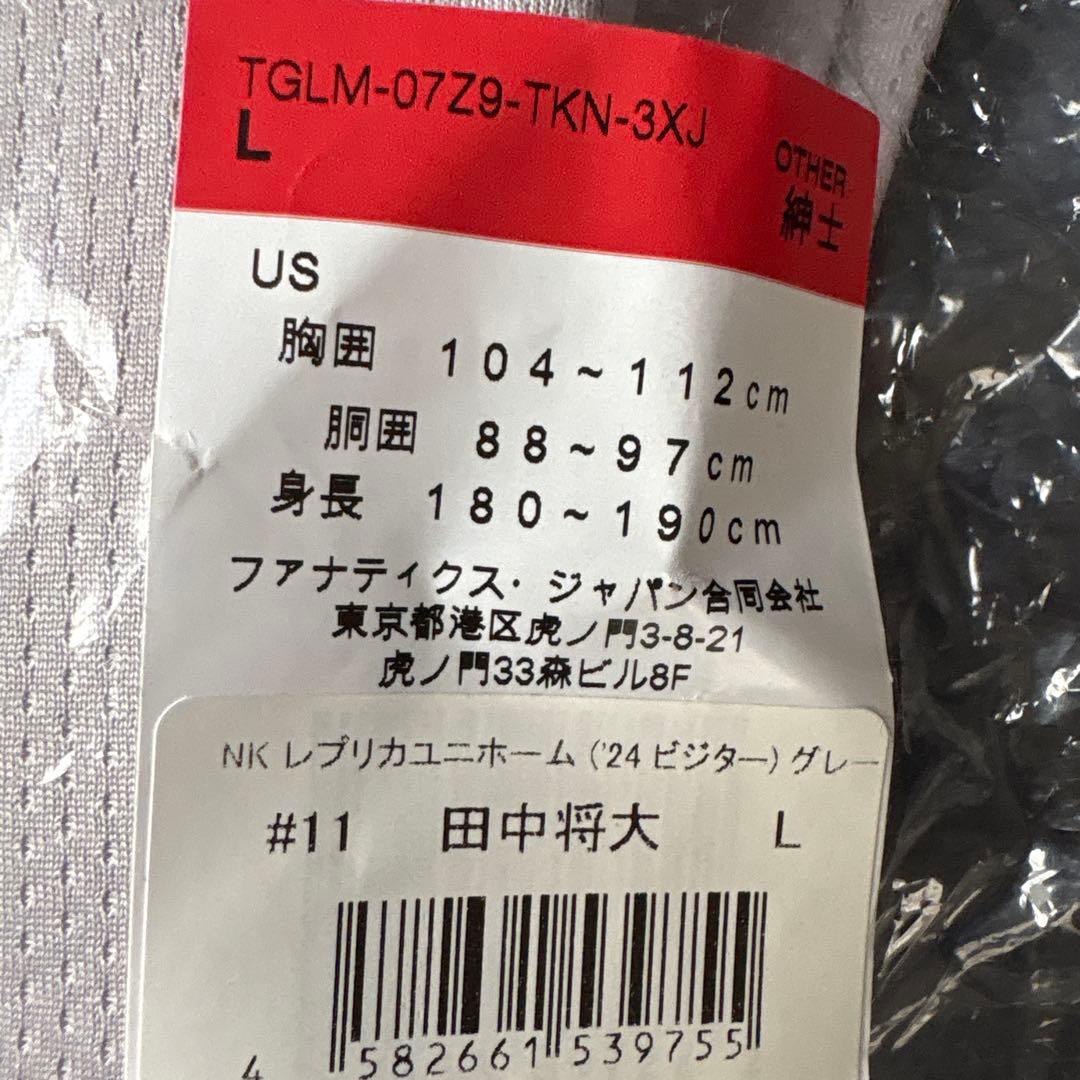 TGLM-07Z9-TKN-3XJ
L
OTHER
紳士
US
胸囲 104~112cm
胴囲 88~97cm
身長 180~190cm
ファナティクス・ジャパン合同会社
東京都港区虎ノ門3-8-21
虎ノ門33森ビル8F
NK レプリカユニホーム ('24 ビジター) グレー
#11 田中将大 L
4 582661 539755